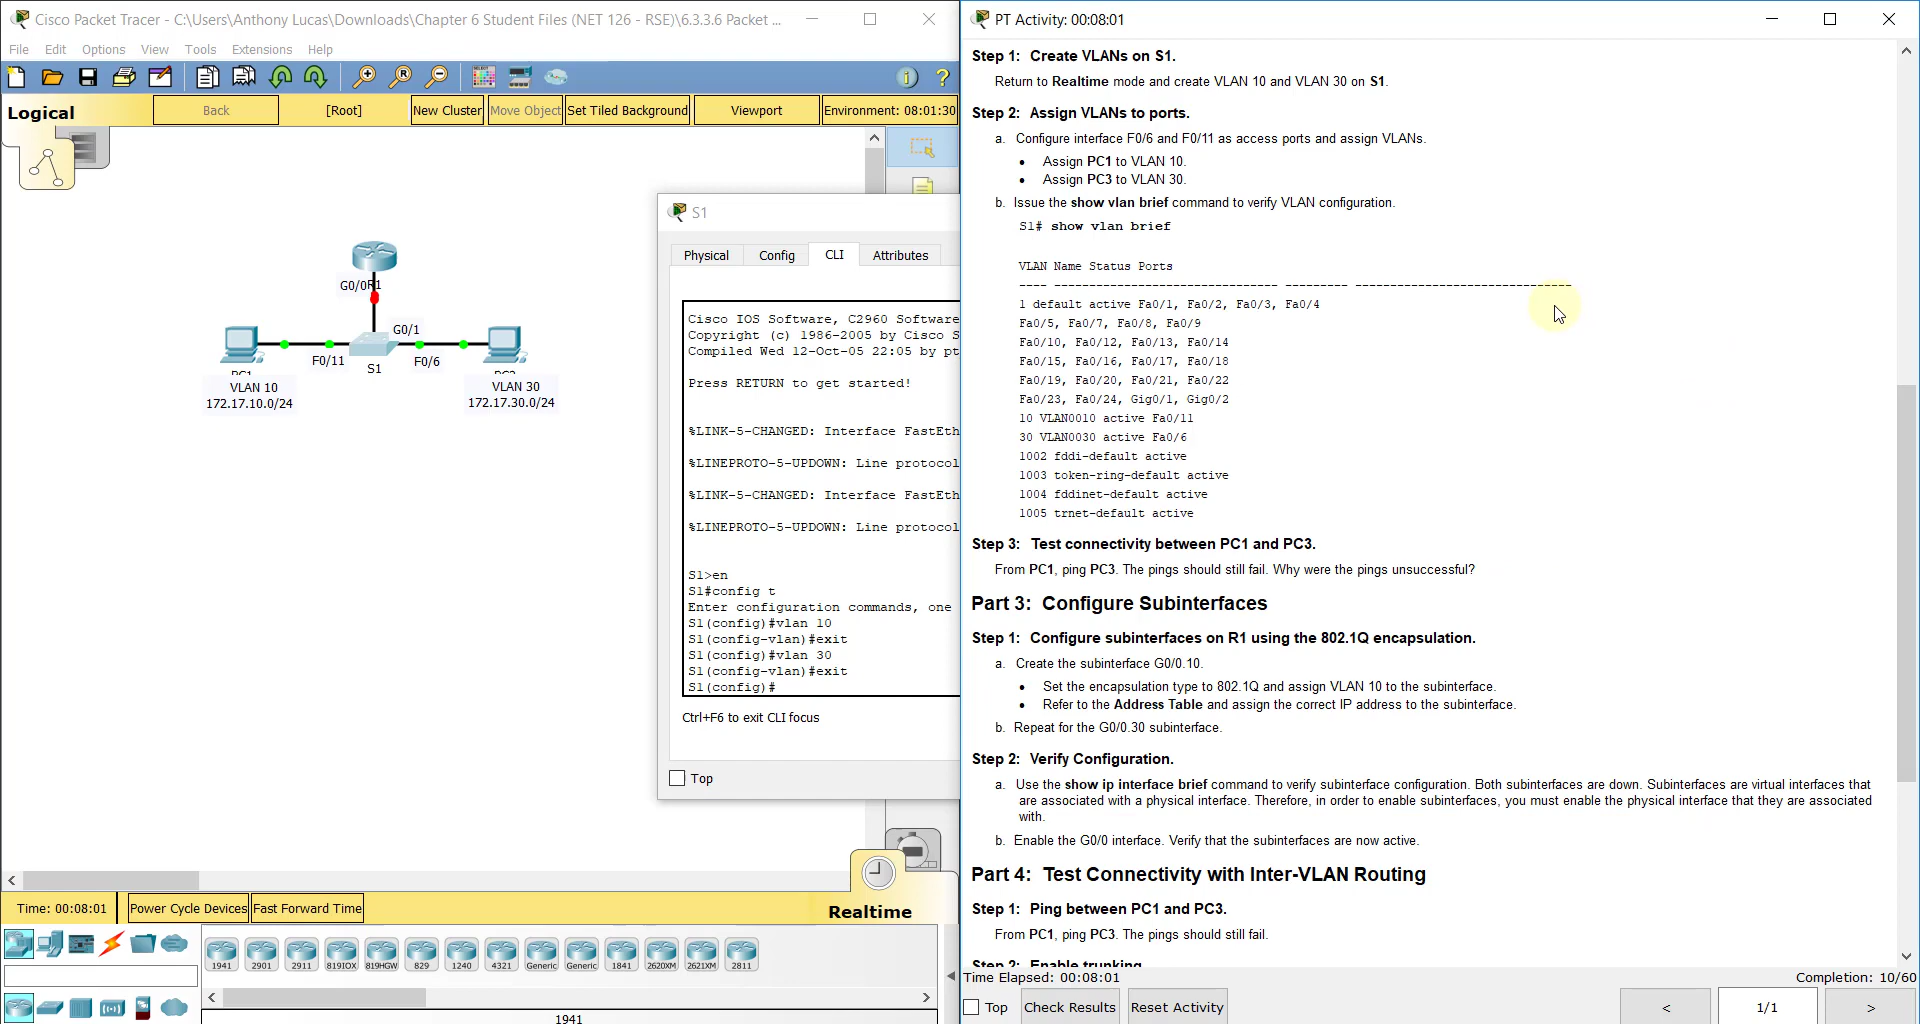 Cisco Packet Tracer - C:\Users\Anthony Lucas\Downloads\Chapter 6 Student Files (NET 126 - RSE)\6.3.3.6 Packet ...
File Edit Options View Tools Extensions Help
Logical
Back
[Root]
New Cluster
Move Object
Set Tiled Background
Viewport
Environment: 08:01:30
G0/0
R1
G0/1
F0/11
F0/6
S1
VLAN 10
172.17.10.0/24
VLAN 30
172.17.30.0/24
S1
Physical
Config
CLI
Attributes
Cisco IOS Software, C2960 Software
Copyright (c) 1986-2005 by Cisco S
Compiled Wed 12-Oct-05 22:05 by pt
Press RETURN to get started!
%LINK-5-CHANGED: Interface FastEth
%LINEPROTO-5-UPDOWN: Line protocol
%LINK-5-CHANGED: Interface FastEth
%LINEPROTO-5-UPDOWN: Line protocol
S1>en
S1#config t
Enter configuration commands, one
S1(config)#vlan 10
S1(config-vlan)#exit
S1(config)#vlan 30
S1(config-vlan)#exit
S1(config)#
Ctrl+F6 to exit CLI focus
Top
Time: 00:08:01
Power Cycle Devices
Fast Forward Time
Realtime
1941
2901
2911
819IOX
819HGW
829
1240
4321
Generic
Generic
1841
2620XM
2621XM
2811
1941
PT Activity: 00:08:01
Step 1: Create VLANs on S1.
Return to Realtime mode and create VLAN 10 and VLAN 30 on S1.
Step 2: Assign VLANs to ports.
a. Configure interface F0/6 and F0/11 as access ports and assign VLANs.
• Assign PC1 to VLAN 10.
• Assign PC3 to VLAN 30.
b. Issue the show vlan brief command to verify VLAN configuration.
S1# show vlan brief
VLAN Name Status Ports
---- -------------------------------- --------- -------------------------------
1 default active Fa0/1, Fa0/2, Fa0/3, Fa0/4
Fa0/5, Fa0/7, Fa0/8, Fa0/9
Fa0/10, Fa0/12, Fa0/13, Fa0/14
Fa0/15, Fa0/16, Fa0/17, Fa0/18
Fa0/19, Fa0/20, Fa0/21, Fa0/22
Fa0/23, Fa0/24, Gig0/1, Gig0/2
10 VLAN0010 active Fa0/11
30 VLAN0030 active Fa0/6
1002 fddi-default active
1003 token-ring-default active
1004 fddinet-default active
1005 trnet-default active
Step 3: Test connectivity between PC1 and PC3.
From PC1, ping PC3. The pings should still fail. Why were the pings unsuccessful?
Part 3: Configure Subinterfaces
Step 1: Configure subinterfaces on R1 using the 802.1Q encapsulation.
a. Create the subinterface G0/0.10.
• Set the encapsulation type to 802.1Q and assign VLAN 10 to the subinterface.
• Refer to the Address Table and assign the correct IP address to the subinterface.
b. Repeat for the G0/0.30 subinterface.
Step 2: Verify Configuration.
a. Use the show ip interface brief command to verify subinterface configuration. Both subinterfaces are down. Subinterfaces are virtual interfaces that
are associated with a physical interface. Therefore, in order to enable subinterfaces, you must enable the physical interface that they are associated
with.
b. Enable the G0/0 interface. Verify that the subinterfaces are now active.
Part 4: Test Connectivity with Inter-VLAN Routing
Step 1: Ping between PC1 and PC3.
From PC1, ping PC3. The pings should still fail.
Step 2: Enable trunking.
Time Elapsed: 00:08:01
Completion: 10/60
Top
Check Results
Reset Activity
<
1/1
>